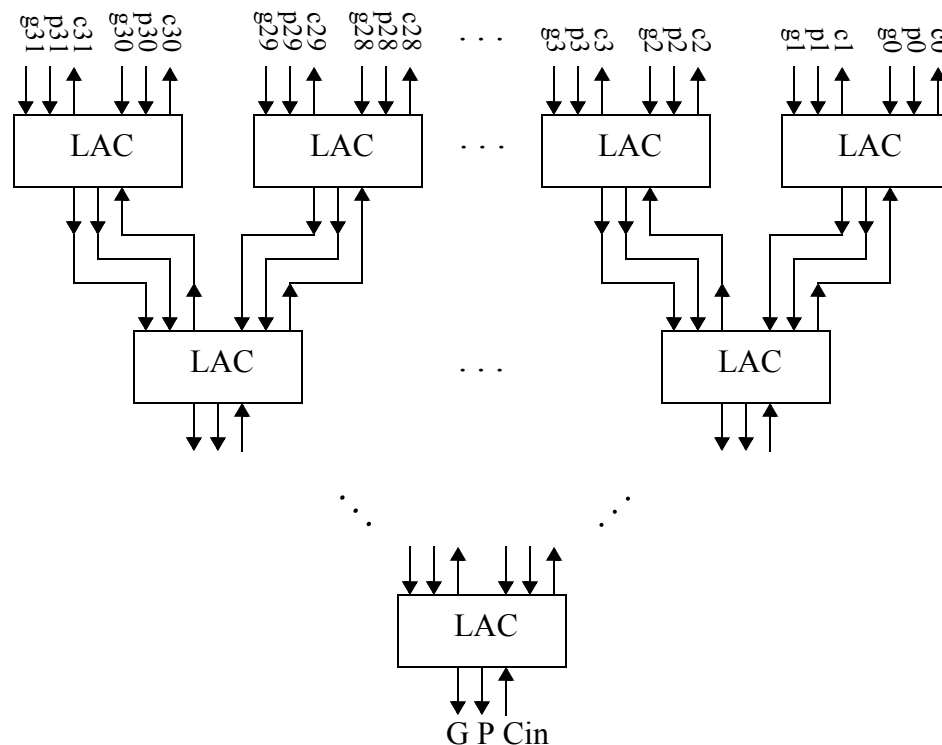 g31 p31 c31 g30 p30 c30 g29 p29 c29 g28 p28 c28 . . . g3 p3 c3 g2 p2 c2 g1 p1 c1 g0 p0 c0
LAC LAC . . . LAC LAC
LAC . . . LAC
. . . . . .
LAC
G P Cin